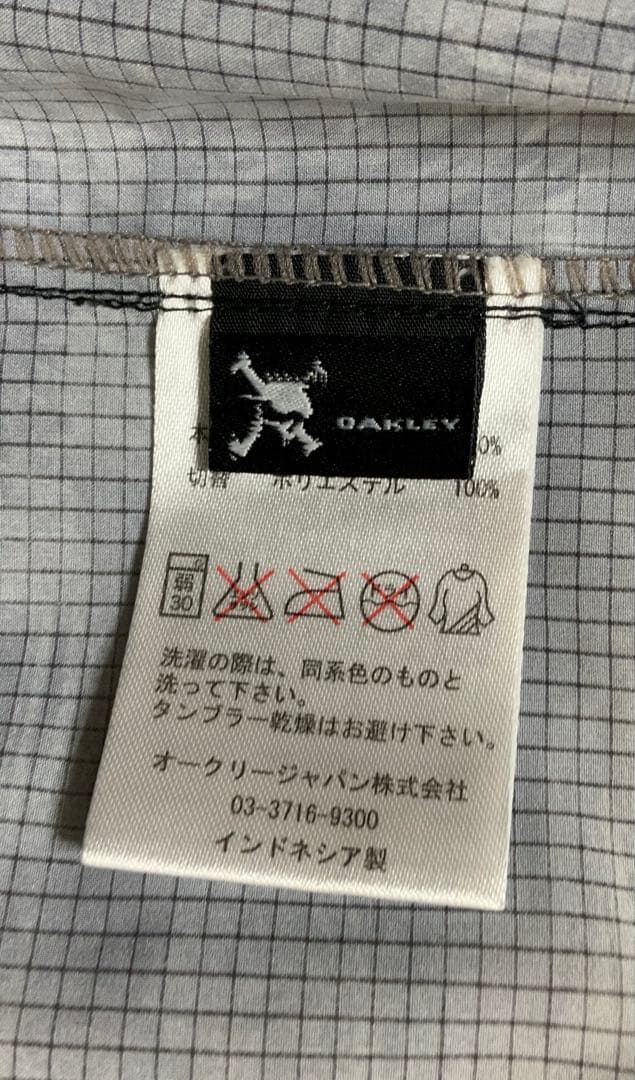 OAKLEY
切替 ポリエステル 100%
弱
30
洗濯の際は、同系色のものと
洗って下さい。
タンブラー乾燥はお避け下さい。
オークリージャパン株式会社
03-3716-9300
インドネシア製